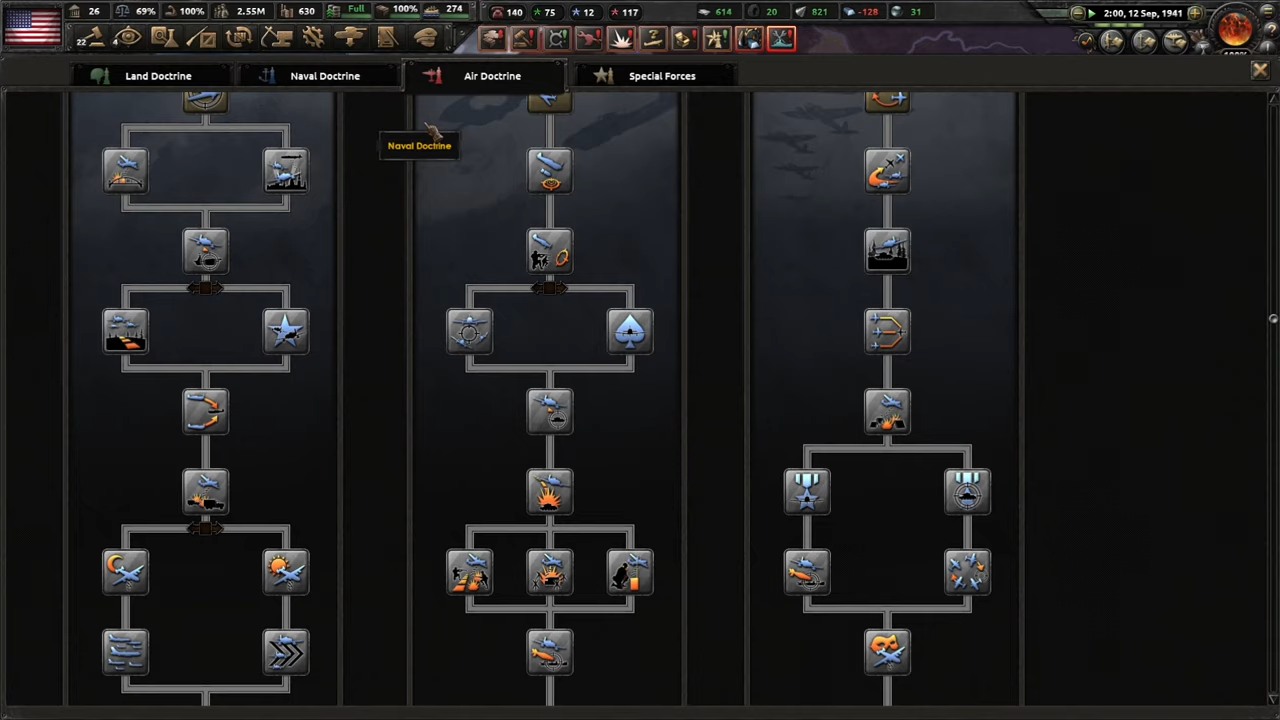 26 69% 100% 2.55M 630 Full 100% 274 140 75 12 117 614 20 821 -128 31 2:00, 12 Sep, 1941
22 4
Land Doctrine Naval Doctrine Air Doctrine Special Forces
Naval Doctrine